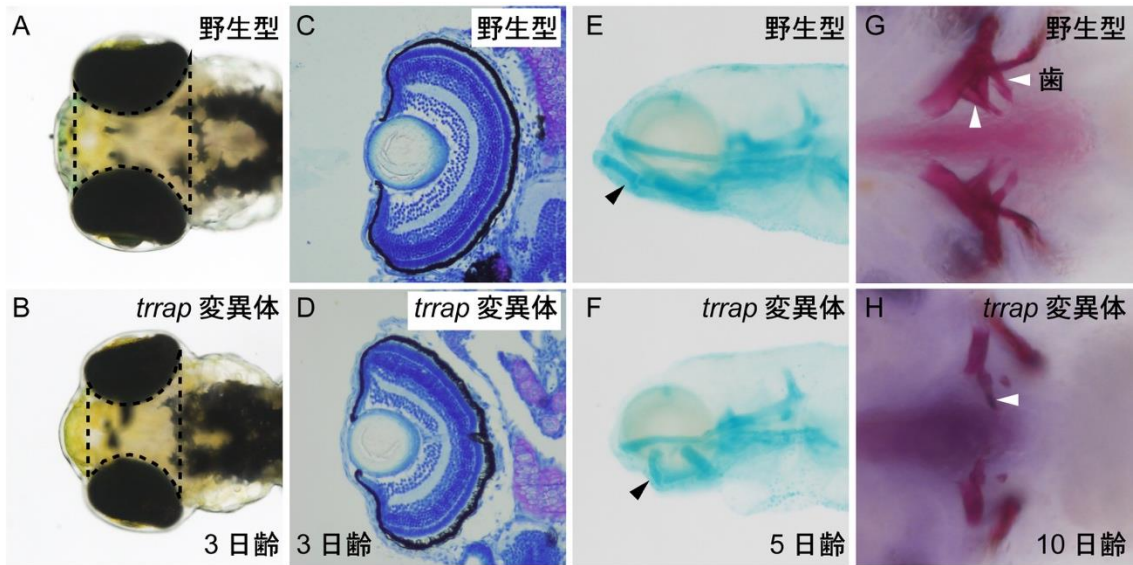 A 野生型
C 野生型
E 野生型
G 野生型
歯
B trrap 変異体
3 日齢
D trrap 変異体
3 日齢
F trrap 変異体
5 日齢
H trrap 変異体
10 日齢